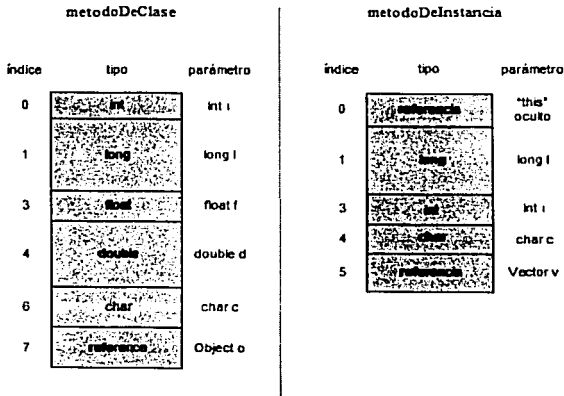 metodoDeClase
índice tipo parámetro
0 int int i
1 long long l
3 float float f
4 double double d
6 char char c
7 reference Object o
metodoDeInstancia
índice tipo parámetro
0 referencia "this" oculto
1 long long l
3 int int i
4 char char c
5 referencia Vector v